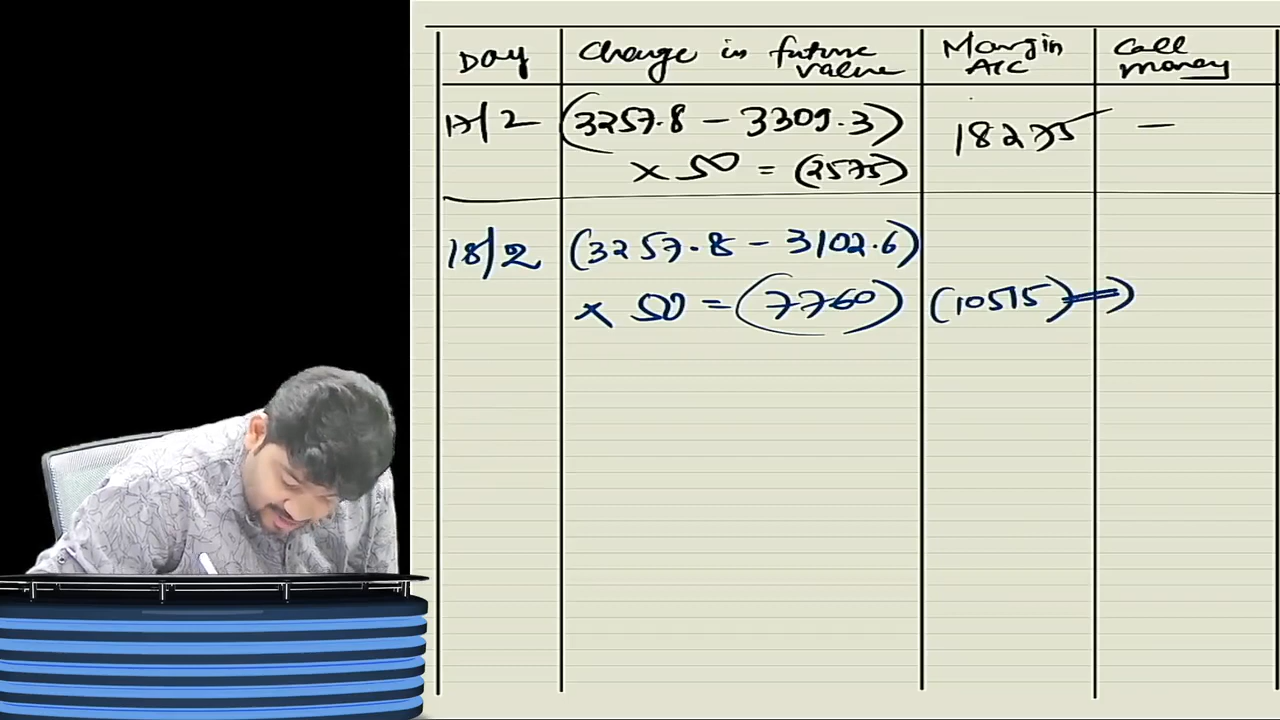 Day Change in future value Margin A/C Call money
17/2 (3257.8 - 3309.3) 18275 -
x 50 = (2575)
18/2 (3257.8 - 3102.6)
x 50 = (7760) (10515)